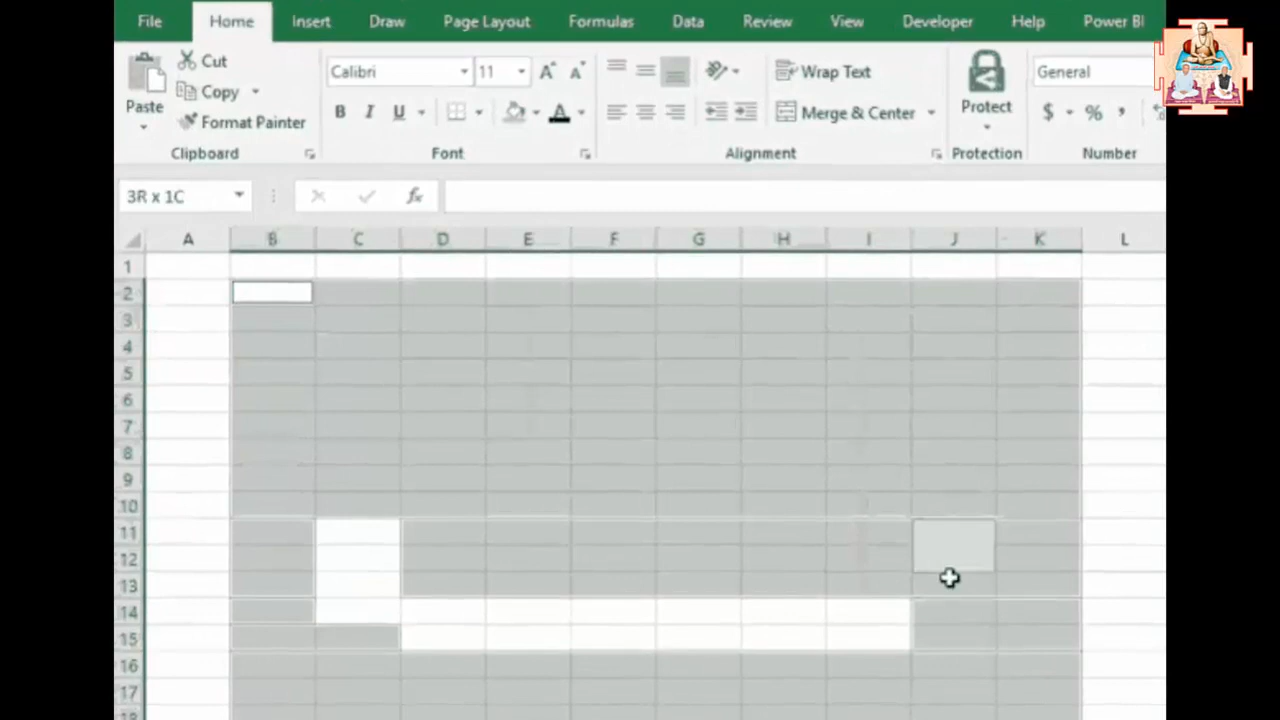 File Home Insert Draw Page Layout Formulas Data Review View Developer Help Power BI
Cut
Calibri 11 Wrap Text General
Copy
Paste Protect
B I U Merge & Center $ % ,
Format Painter
Clipboard Font Alignment Protection Number
3R x 1C fx
A B C D E F G H I J K L
1
2
3
4
5
6
7
8
9
10
11
12
13
14
15
16
17
18